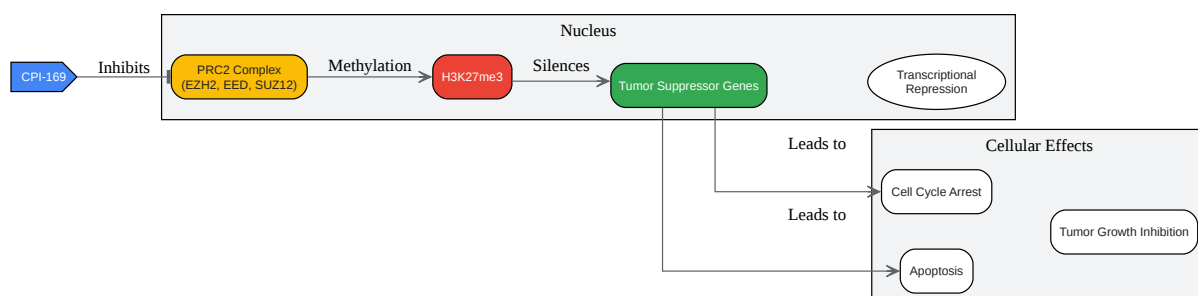 Nucleus
CPI-169
Inhibits
PRC2 Complex
(EZH2, EED, SUZ12)
Methylation
H3K27me3
Silences
Tumor Suppressor Genes
Transcriptional
Repression
Leads to
Cellular Effects
Cell Cycle Arrest
Leads to
Tumor Growth Inhibition
Apoptosis